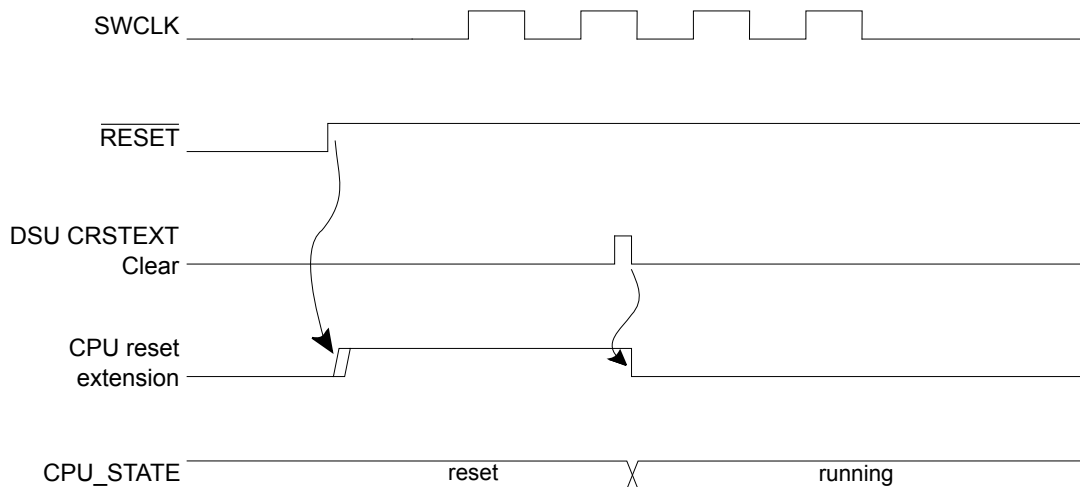 SWCLK
RESET
DSU CRSTEXT
Clear
CPU reset
extension
CPU_STATE
reset
running